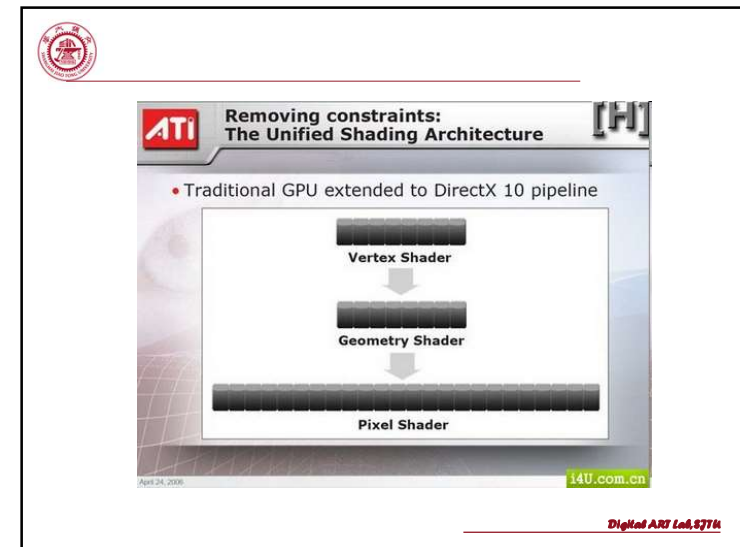 ATI
Removing constraints:
The Unified Shading Architecture
[H]
• Traditional GPU extended to DirectX 10 pipeline
Vertex Shader
Geometry Shader
Pixel Shader
April 24, 2006
i4U.com.cn
Digital ART Lab,SJTU